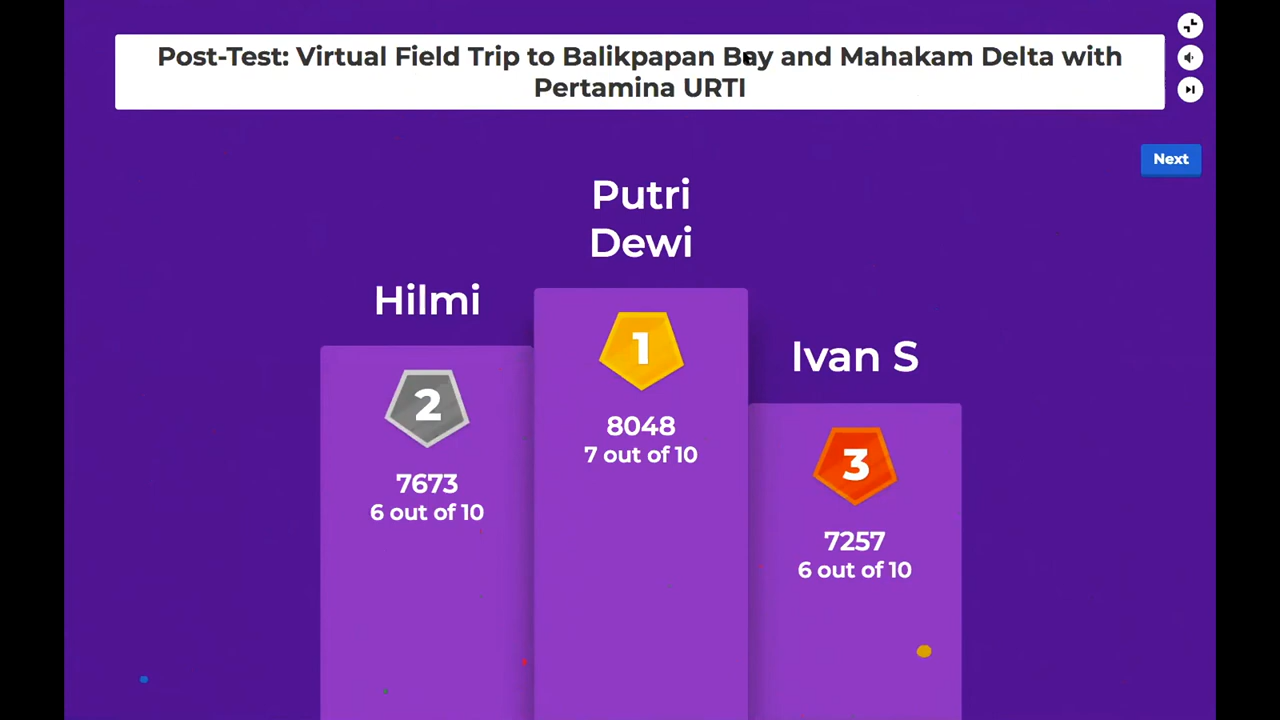 Post-Test: Virtual Field Trip to Balikpapan Bay and Mahakam Delta with
Pertamina URTI
Next
Putri
Dewi
1
8048
7 out of 10
Hilmi
2
7673
6 out of 10
Ivan S
3
7257
6 out of 10